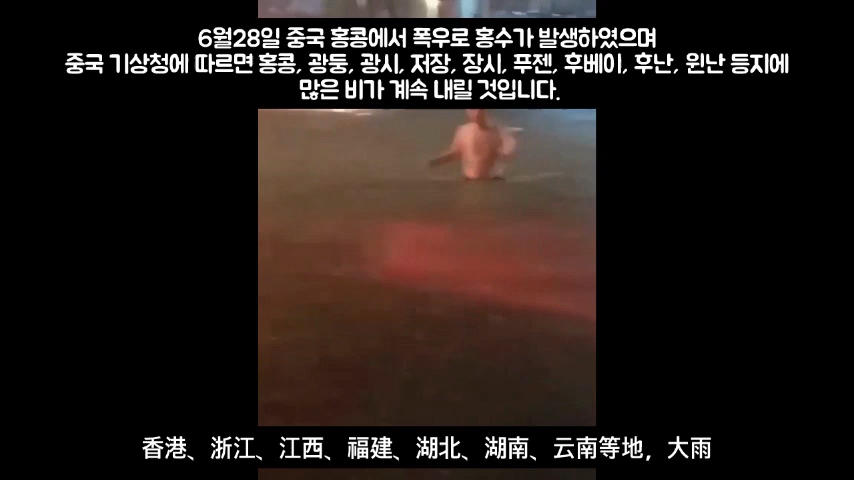 6월28일 중국 홍콩에서 폭우로 홍수가 발생하였으며
중국 기상청에 따르면 홍콩, 광둥, 광시, 저장, 장시, 푸젠, 후베이, 후난, 윈난 등지에
많은 비가 계속 내릴 것입니다.
香港、浙江、江西、福建、湖北、湖南、云南等地，大雨